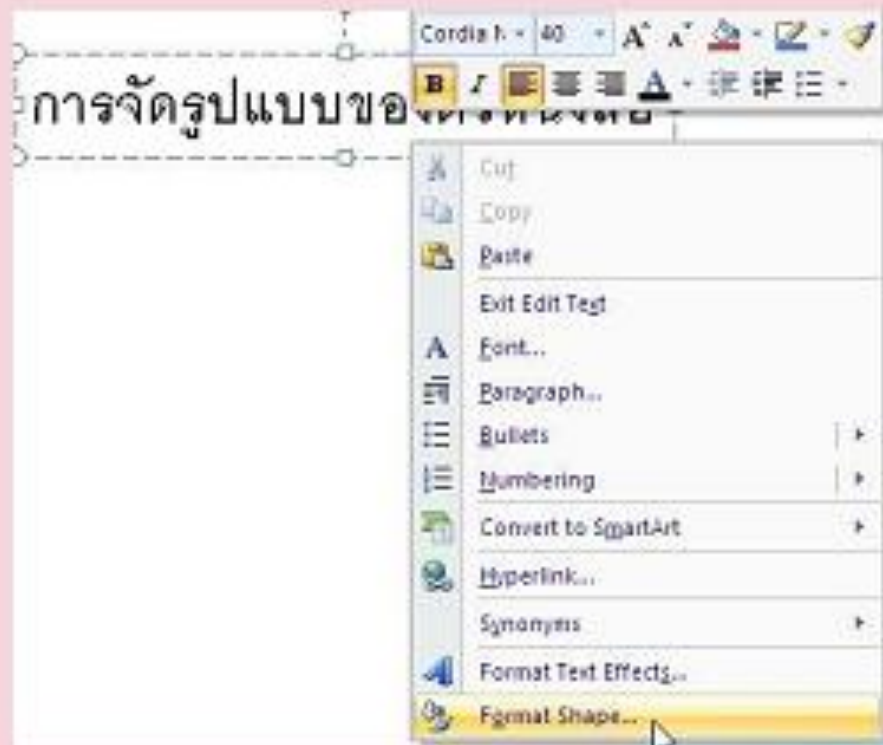 Cordia N 40
B I A
การจัดรูปแบบขอ
Cut
Copy
Paste
Exit Edit Text
Font...
Paragraph...
Bullets
Numbering
Convert to SmartArt
Hyperlink...
Synonyms
Format Text Effects...
Format Shape...